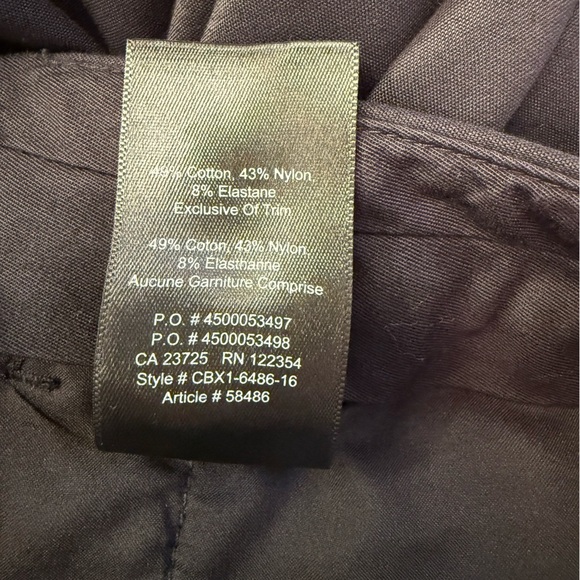 49% Cotton, 43% Nylon,
8% Elastane
Exclusive Of Trim
49% Coton, 43% Nylon,
8% Elasthanne
Aucune Garniture Comprise
P.O. # 4500053497
P.O. # 4500053498
CA 23725 RN 122354
Style # CBX1-6486-16
Article # 58486